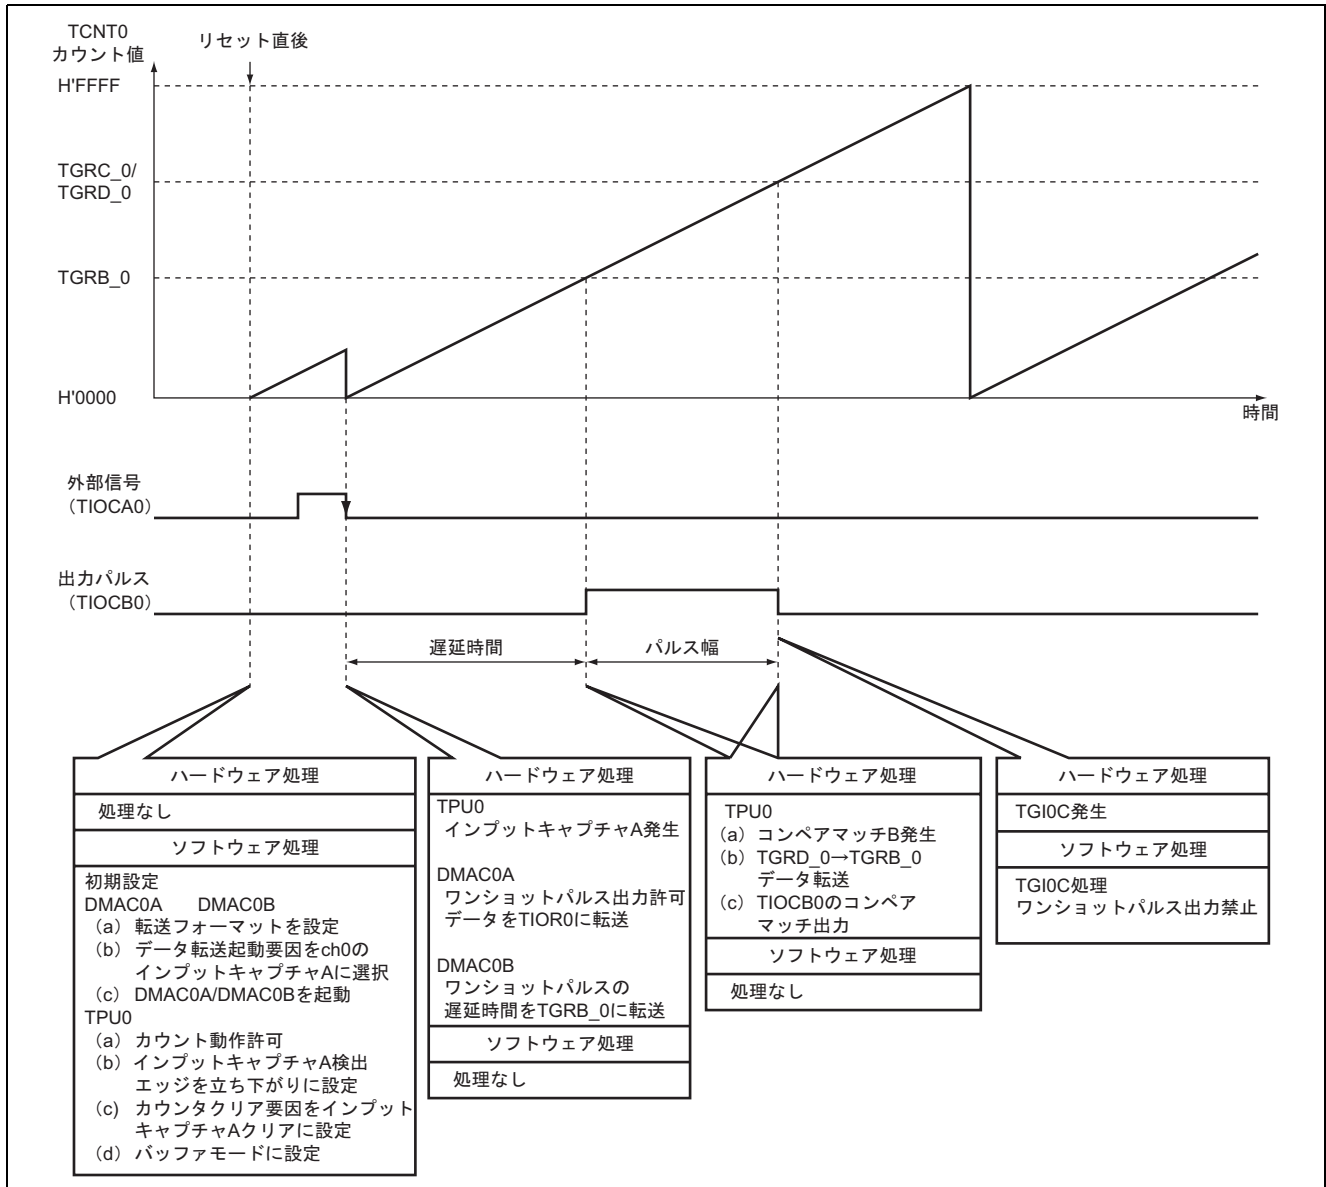 TCNT0
カウント値
リセット直後
H'FFFF
TGRC_0/
TGRD_0
TGRB_0
H'0000
時間
外部信号
（TIOCA0）
出力パルス
（TIOCB0）
遅延時間
パルス幅
ハードウェア処理
処理なし
ソフトウェア処理
初期設定
DMAC0A DMAC0B
（a）転送フォーマットを設定
（b）データ転送起動要因をch0の
インプットキャプチャAに選択
（c）DMAC0A/DMAC0Bを起動
TPU0
（a）カウント動作許可
（b）インプットキャプチャA検出
エッジを立ち下がりに設定
（c）カウンタクリア要因をインプット
キャプチャAクリアに設定
（d）バッファモードに設定
ハードウェア処理
TPU0
インプットキャプチャA発生
DMAC0A
ワンショットパルス出力許可
データをTIOR0に転送
DMAC0B
ワンショットパルスの
遅延時間をTGRB_0に転送
ソフトウェア処理
処理なし
ハードウェア処理
TPU0
（a）コンペアマッチB発生
（b）TGRD_0→TGRB_0
データ転送
（c）TIOCB0のコンペア
マッチ出力
ソフトウェア処理
処理なし
ハードウェア処理
TGI0C発生
ソフトウェア処理
TGI0C処理
ワンショットパルス出力禁止